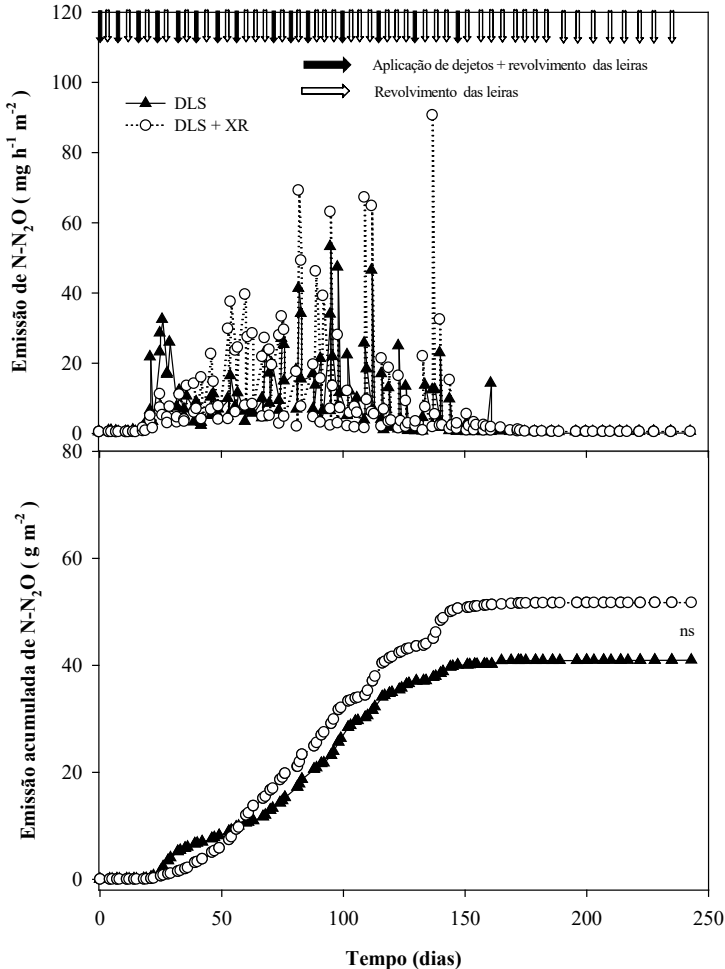 120
100
80
60
40
20
0
Emissão de N-N2O ( mg h-1 m-2 )
Aplicação de dejetos + revolvimento das leiras
Revolvimento das leiras
DLS
DLS + XR
80
60
40
20
0
Emissão acumulada de N-N2O ( g m-2 )
ns
0 50 100 150 200 250
Tempo (dias)